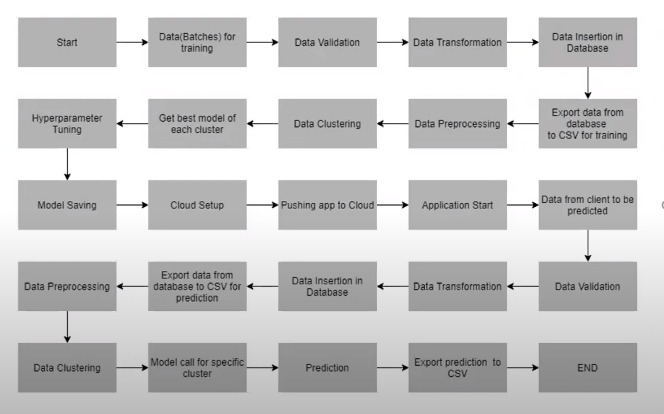 Start
Data(Batches) for
training
Data Validation
Data Transformation
Data Insertion in
Database
Hyperparameter
Tuning
Get best model of
each cluster
Data Clustering
Data Preprocessing
Export data from
database
to CSV for training
Model Saving
Cloud Setup
Pushing app to Cloud
Application Start
Data from client to be
predicted
Data Preprocessing
Export data from
database to CSV for
prediction
Data Insertion in
Database
Data Transformation
Data Validation
Data Clustering
Model call for specific
cluster
Prediction
Export prediction to
CSV
END